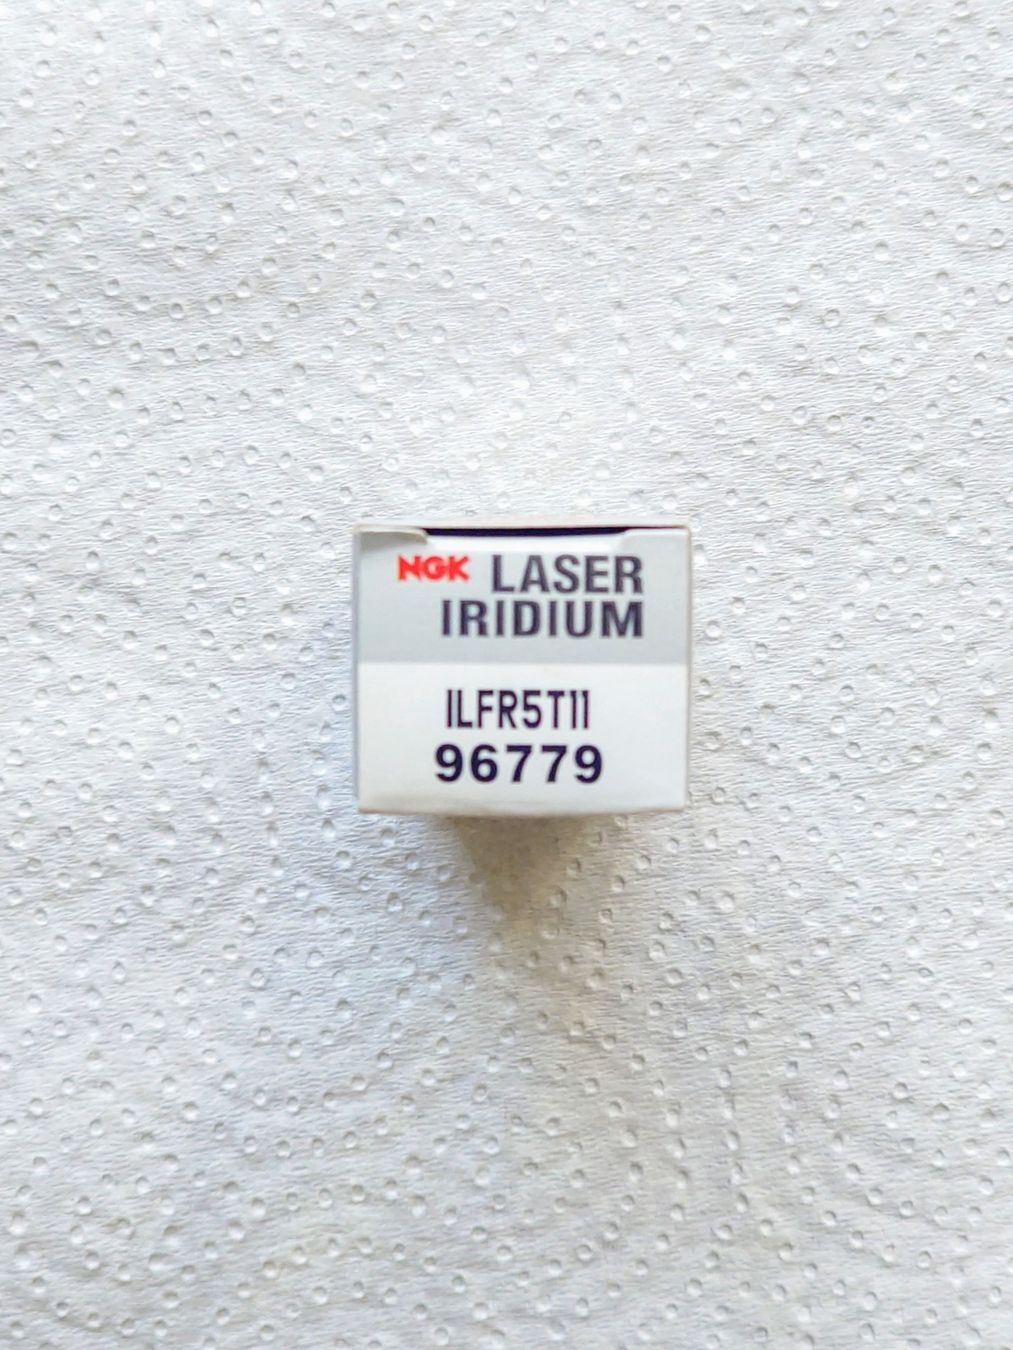 NGK LASER
IRIDIUM
ILFR5T11
96779